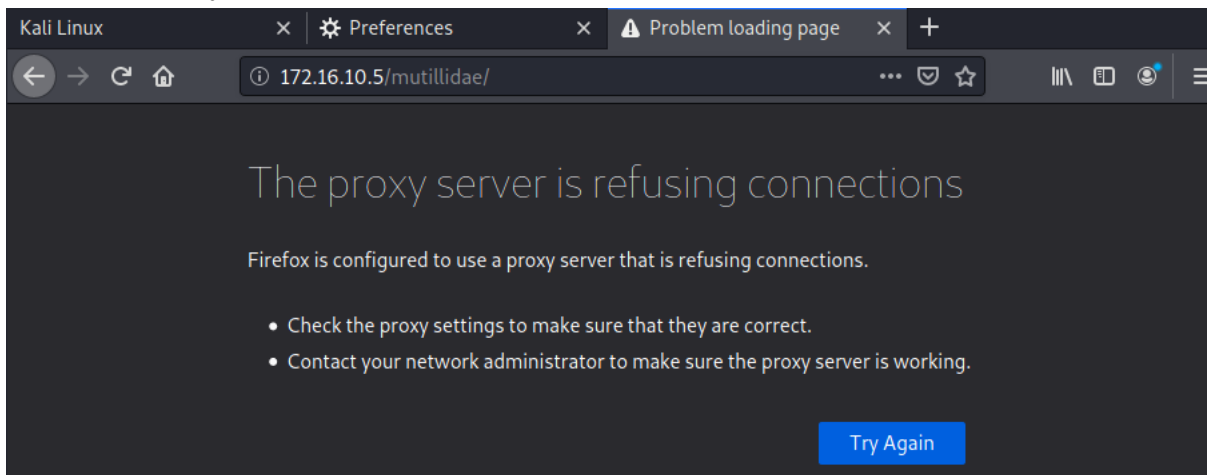 Kali Linux
Preferences
Problem loading page
172.16.10.5/mutillidae/
The proxy server is refusing connections
Firefox is configured to use a proxy server that is refusing connections.
• Check the proxy settings to make sure that they are correct.
• Contact your network administrator to make sure the proxy server is working.
Try Again